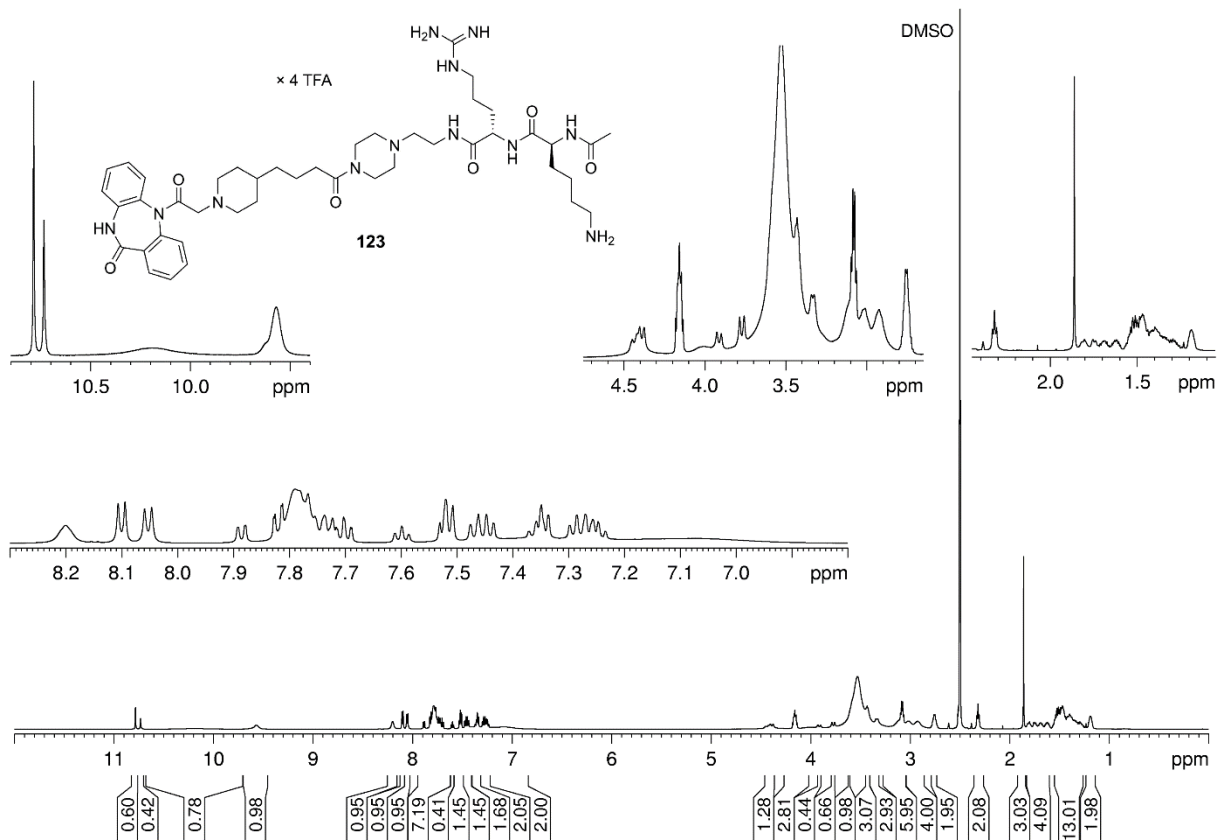 H₂N NH
HN
× 4 TFA
DMSO
O
N
H
N
O
N
H
H
N
O
O
N
N
O
N
N
O
HN
O
NH₂
123
10.5 10.0 ppm
4.5 4.0 3.5 ppm
2.0 1.5 ppm
8.2 8.1 8.0 7.9 7.8 7.7 7.6 7.5 7.4 7.3 7.2 7.1 7.0 ppm
11 10 9 8 7 6 5 4 3 2 1 ppm
0.60 0.42 0.78 0.98 0.95 0.95 0.95 7.19 0.41 1.45 1.45 1.68 2.05 2.00 1.28 2.81 0.44 0.66 0.98 3.07 2.93 5.95 4.00 1.95 2.08 3.03 4.09 13.01 1.98